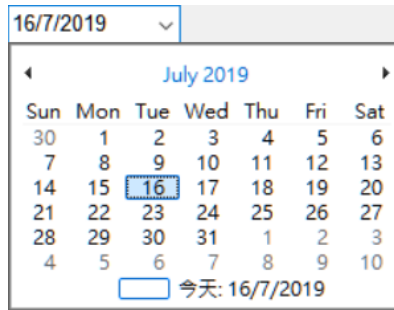 16/7/2019
July 2019
Sun Mon Tue Wed Thu Fri Sat
30 1 2 3 4 5 6
7 8 9 10 11 12 13
14 15 16 17 18 19 20
21 22 23 24 25 26 27
28 29 30 31 1 2 3
4 5 6 7 8 9 10
今天: 16/7/2019